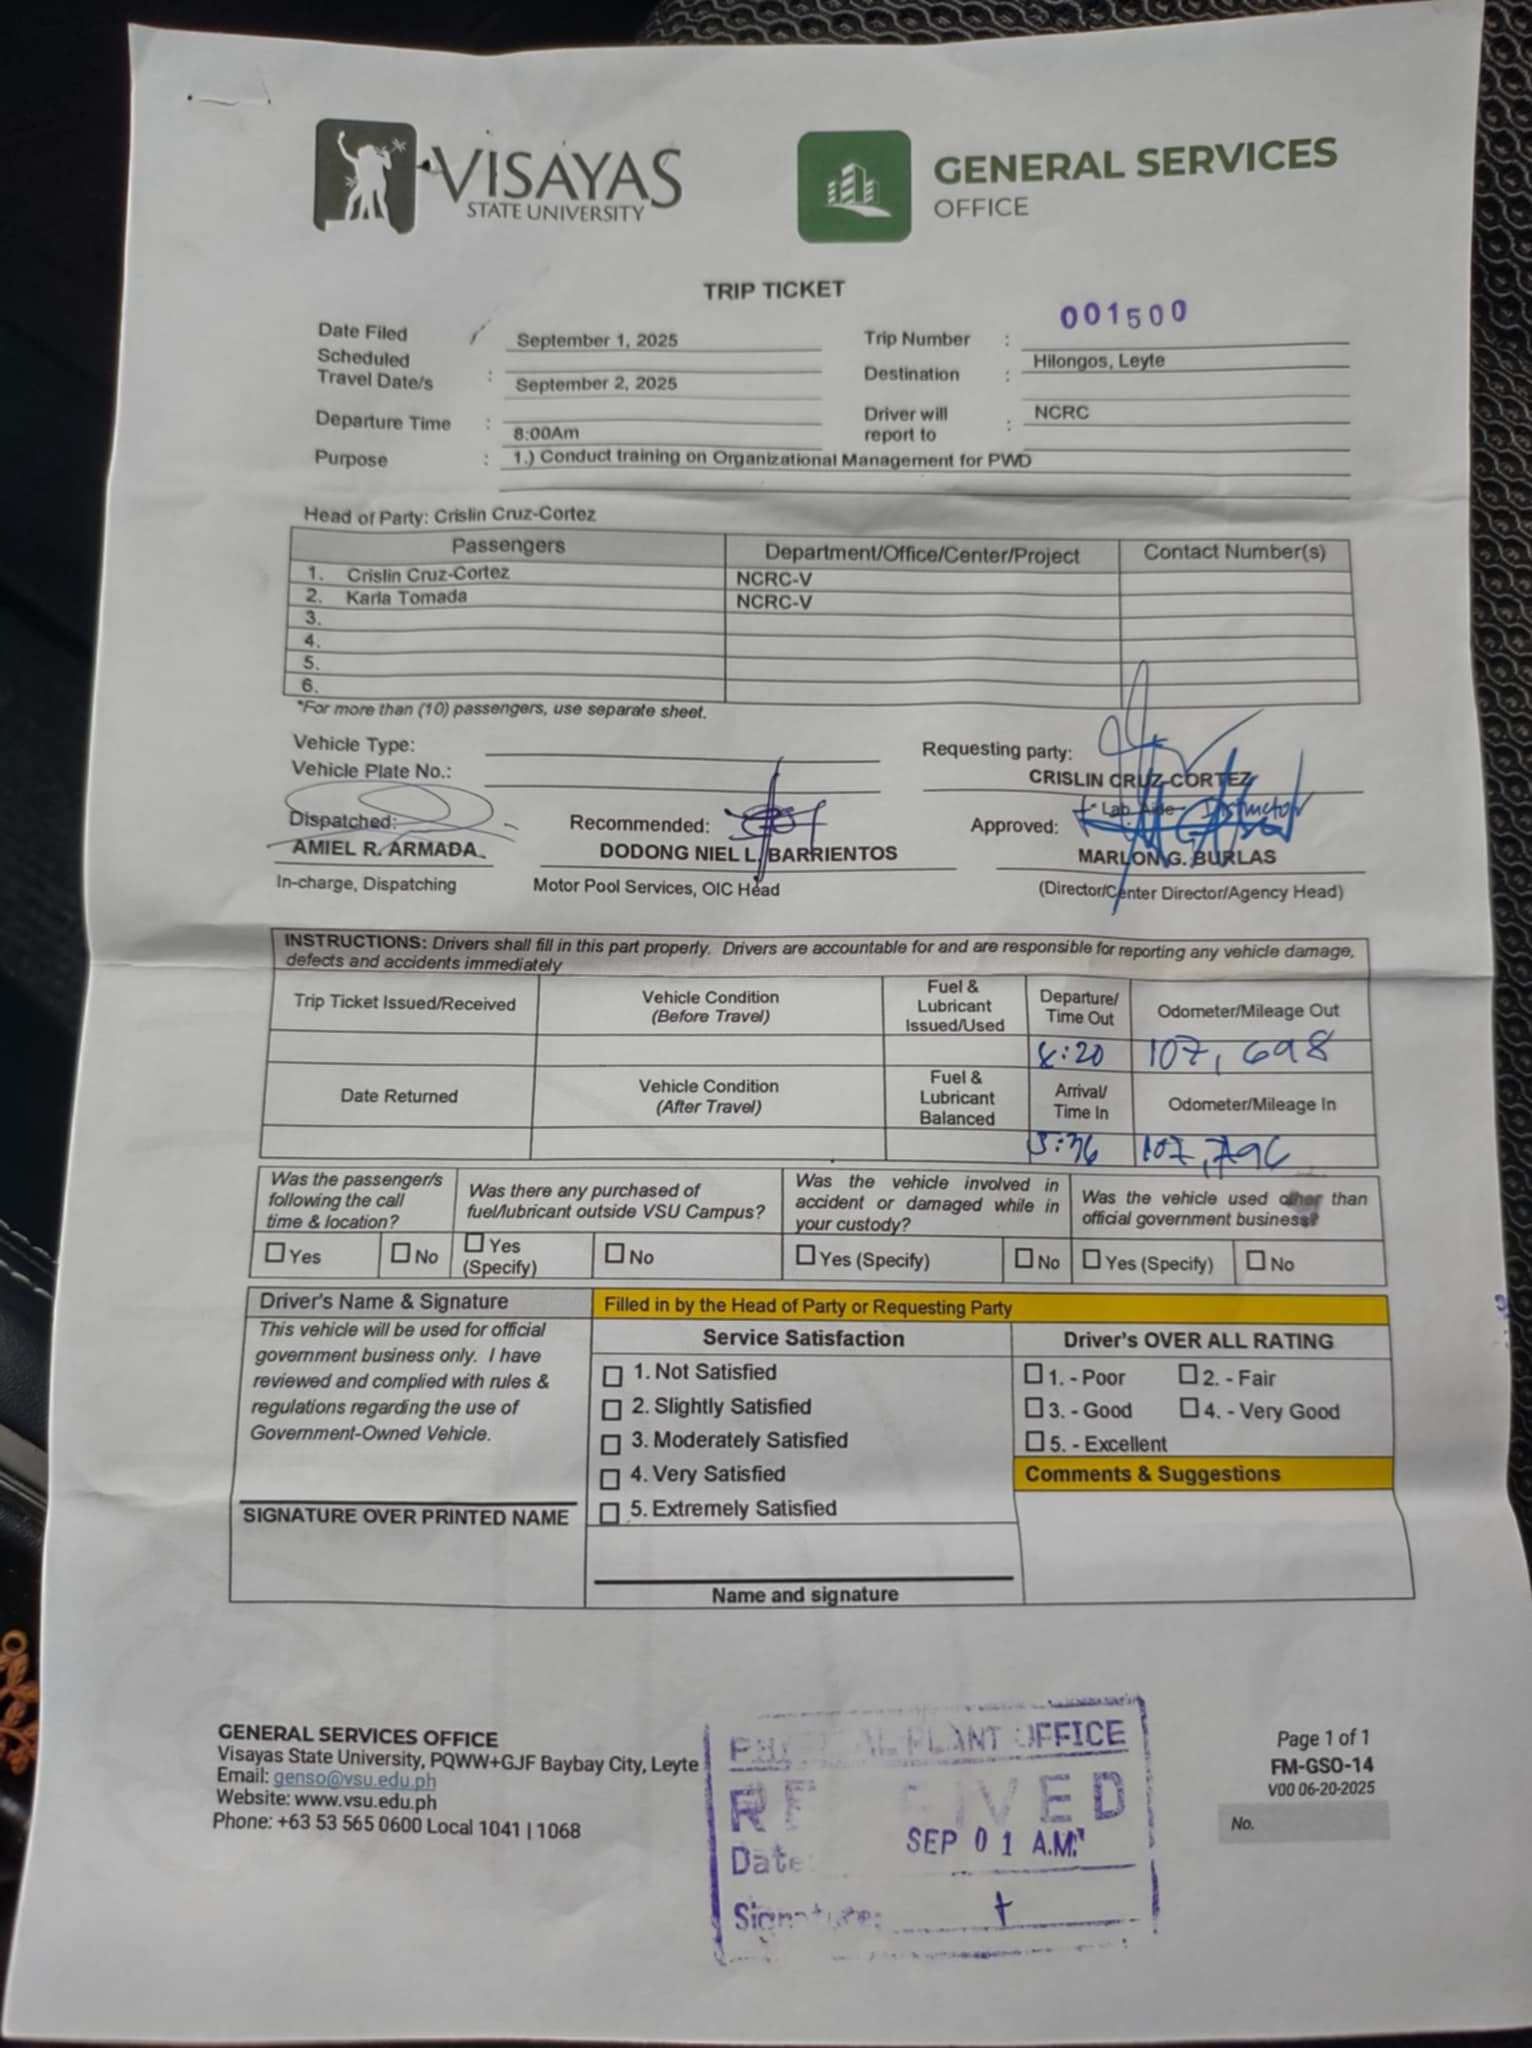 VISAYAS
STATE UNIVERSITY
GENERAL SERVICES
OFFICE
TRIP TICKET
Date Filed September 1, 2025
Trip Number : 001500
Scheduled Travel Date/s : September 2, 2025
Destination : Hilongos, Leyte
Departure Time : 8:00Am
Driver will report to : NCRC
Purpose : 1.) Conduct training on Organizational Management for PWD
Head of Party: Crislin Cruz-Cortez
Passengers Department/Office/Center/Project Contact Number(s)
1. Crislin Cruz-Cortez NCRC-V
2. Karla Tomada NCRC-V
3.
4.
5.
6.
*For more than (10) passengers, use separate sheet.
Vehicle Type:
Vehicle Plate No.:
Requesting party:
CRISLIN CRUZ-CORTEZ
Lab. Aide
Dispatched:
AMIEL R. ARMADA
In-charge, Dispatching
Recommended:
DODONG NIEL L. BARRIENTOS
Motor Pool Services, OIC Head
Approved:
MARLON G. BURLAS
(Director/Center Director/Agency Head)
INSTRUCTIONS: Drivers shall fill in this part properly. Drivers are accountable for and are responsible for reporting any vehicle damage,
defects and accidents immediately
Trip Ticket Issued/Received
Vehicle Condition
(Before Travel)
Fuel &
Lubricant
Issued/Used
Departure/
Time Out
Odometer/Mileage Out
8:20 107, 698
Date Returned
Vehicle Condition
(After Travel)
Fuel &
Lubricant
Balanced
Arrival/
Time In
Odometer/Mileage In
Was the passenger/s
following the call
time & location?
Was there any purchased of
fuel/lubricant outside VSU Campus?
Was the vehicle involved in
accident or damaged while in
your custody?
Was the vehicle used other than
official government business?
Yes
No
Yes
(Specify)
No
Yes (Specify)
No
Yes (Specify)
No
Driver's Name & Signature
This vehicle will be used for official
government business only. I have
reviewed and complied with rules &
regulations regarding the use of
Government-Owned Vehicle.
SIGNATURE OVER PRINTED NAME
Filled in by the Head of Party or Requesting Party
Service Satisfaction
1. Not Satisfied
2. Slightly Satisfied
3. Moderately Satisfied
4. Very Satisfied
5. Extremely Satisfied
Name and signature
Driver's OVER ALL RATING
1. - Poor 2. - Fair
3. - Good 4. - Very Good
5. - Excellent
Comments & Suggestions
GENERAL SERVICES OFFICE
Visayas State University, PQWW+GJF Baybay City, Leyte
Email: genso@vsu.edu.ph
Website: www.vsu.edu.ph
Phone: +63 53 565 0600 Local 1041 | 1068
PLANT OFFICE
Date:
SEP 01 A.M.
Signature:
Page 1 of 1
FM-GSO-14
V00 06-20-2025
No.